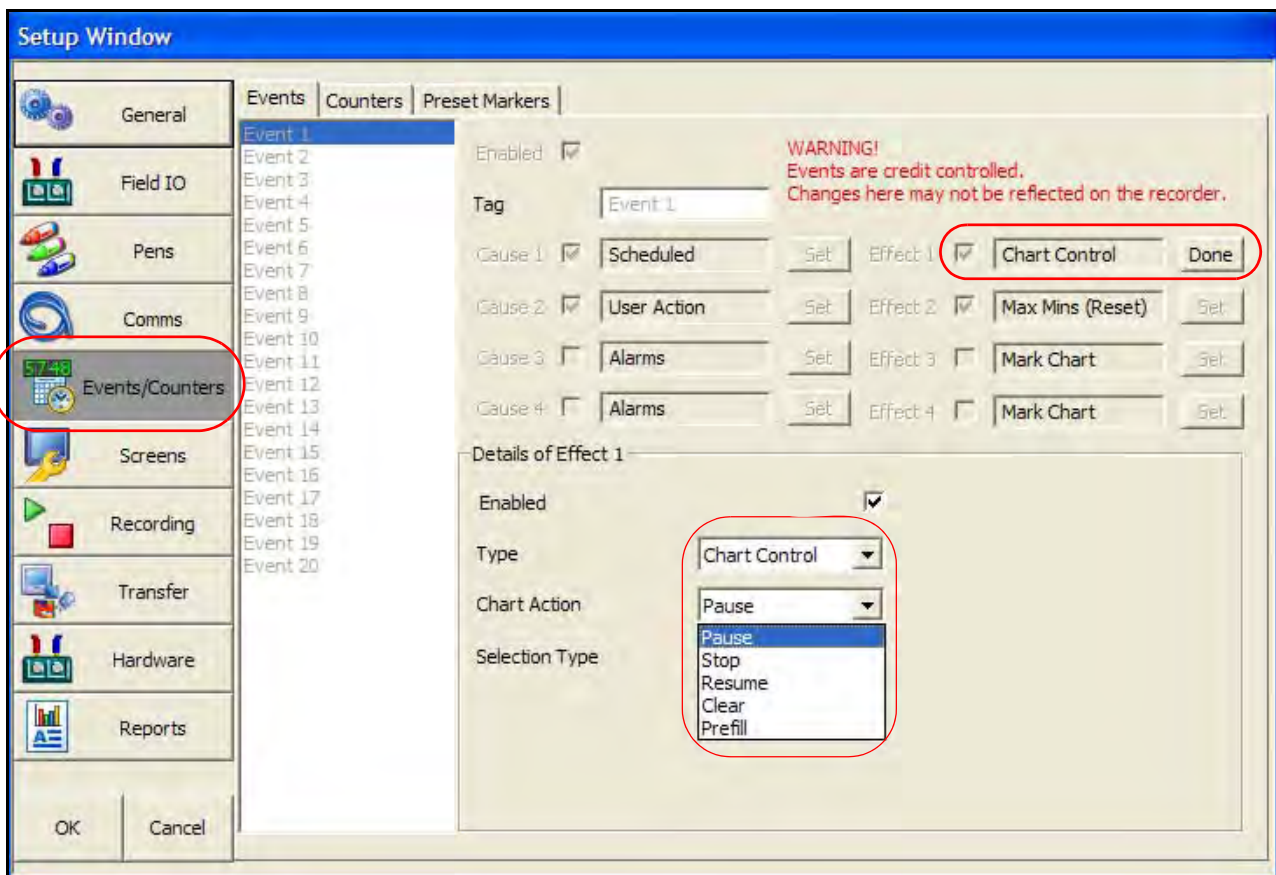 Setup Window
General
Field IO
Pens
Comms
Events/Counters
Screens
Recording
Transfer
Hardware
Reports
OK Cancel
Events Counters Preset Markers
Event 1
Event 2
Event 3
Event 4
Event 5
Event 6
Event 7
Event 8
Event 9
Event 10
Event 11
Event 12
Event 13
Event 14
Event 15
Event 16
Event 17
Event 18
Event 19
Event 20
Enabled
WARNING!
Events are credit controlled.
Changes here may not be reflected on the recorder.
Tag Event 1
Cause 1 Scheduled Set Effect 1 Chart Control Done
Cause 2 User Action Set Effect 2 Max Mins (Reset) Set
Cause 3 Alarms Set Effect 3 Mark Chart Set
Cause 4 Alarms Set Effect 4 Mark Chart Set
Details of Effect 1
Enabled
Type Chart Control
Chart Action Pause
Selection Type
Pause
Stop
Resume
Clear
Prefill
5748